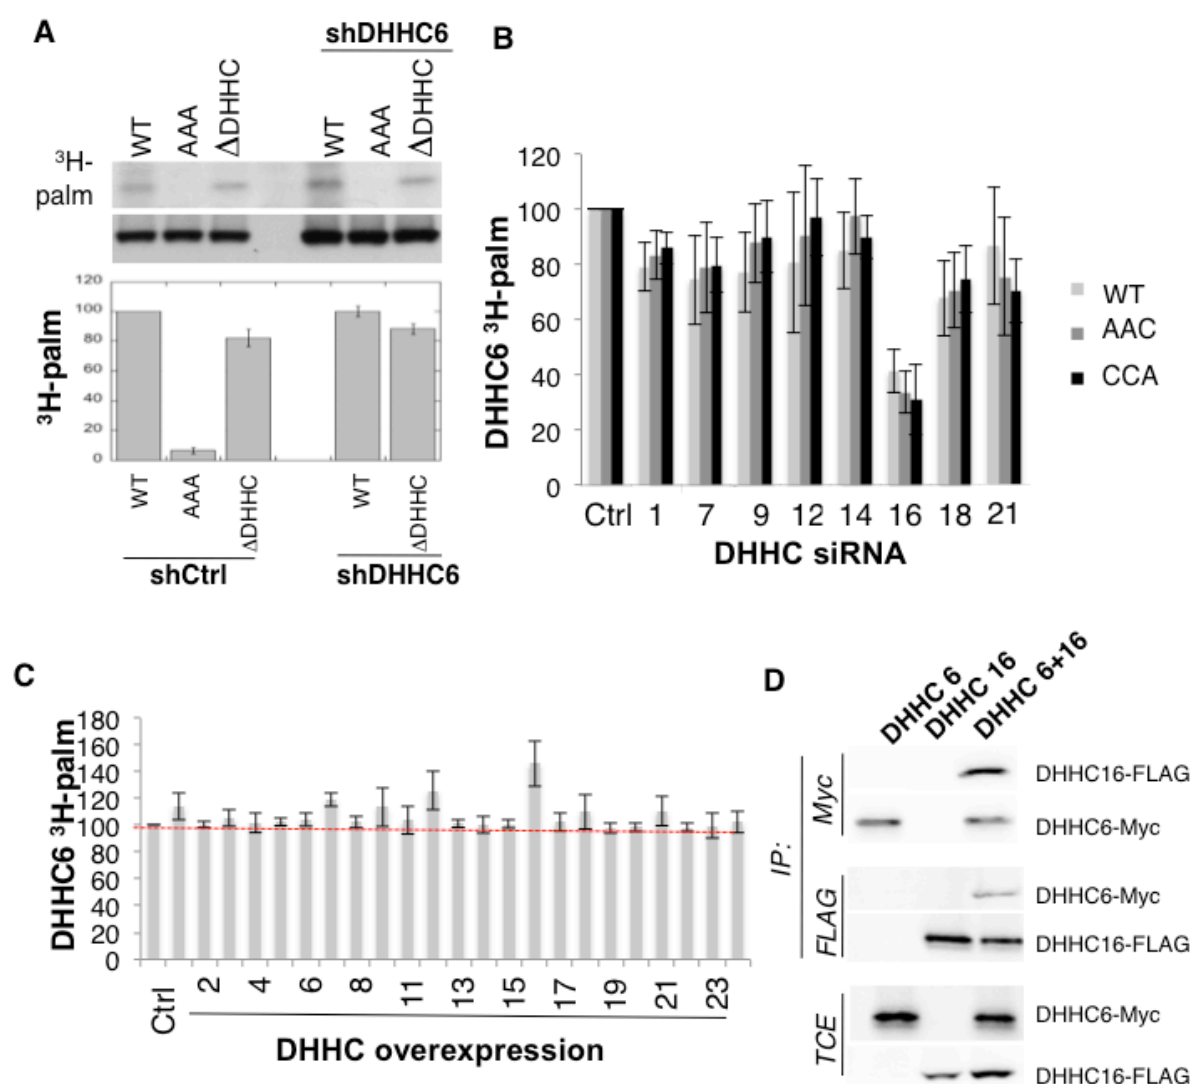 A
shDHHC6
WT
AAA
ΔDHHC
WT
AAA
ΔDHHC
³H-
palm
³H-palm
120
100
80
60
40
20
0
WT
AAA
ΔDHHC
WT
ΔDHHC
shCtrl
shDHHC6
B
DHHC6 ³H-palm
120
100
80
60
40
20
0
Ctrl 1 7 9 12 14 16 18 21
DHHC siRNA
WT
AAC
CCA
C
DHHC6 ³H-palm
180
160
140
120
100
80
60
40
20
0
Ctrl 2 4 6 8 11 13 15 17 19 21 23
DHHC overexpression
D
DHHC 6
DHHC 16
DHHC 6+16
IP:
Myc
DHHC16-FLAG
DHHC6-Myc
FLAG
DHHC6-Myc
DHHC16-FLAG
TCE
DHHC6-Myc
DHHC16-FLAG